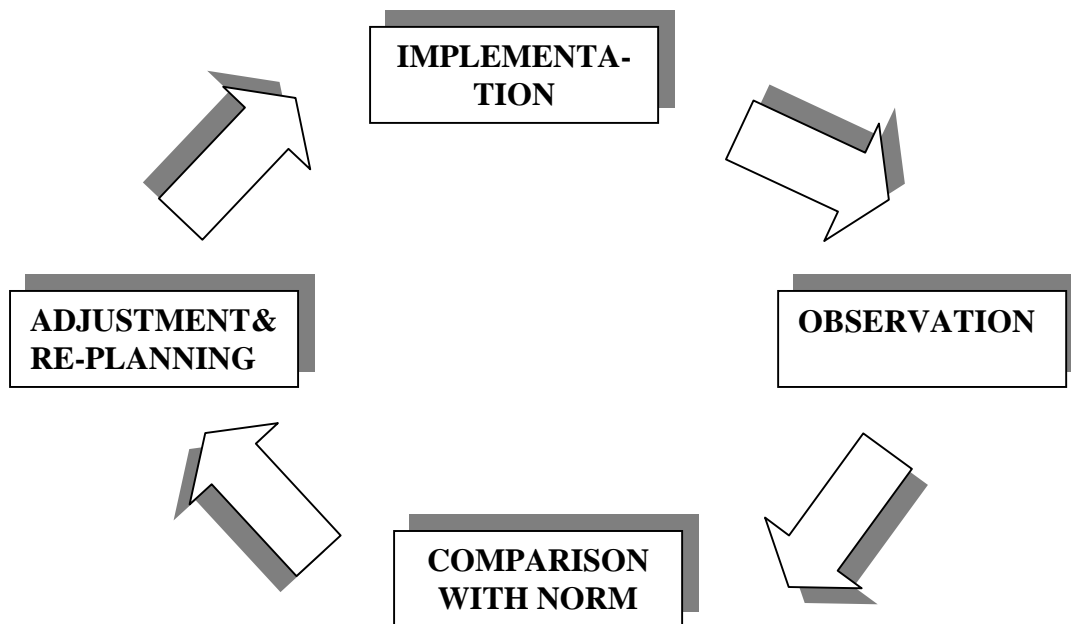 IMPLEMENTA-
TION
OBSERVATION
ADJUSTMENT&
RE-PLANNING
COMPARISON
WITH NORM